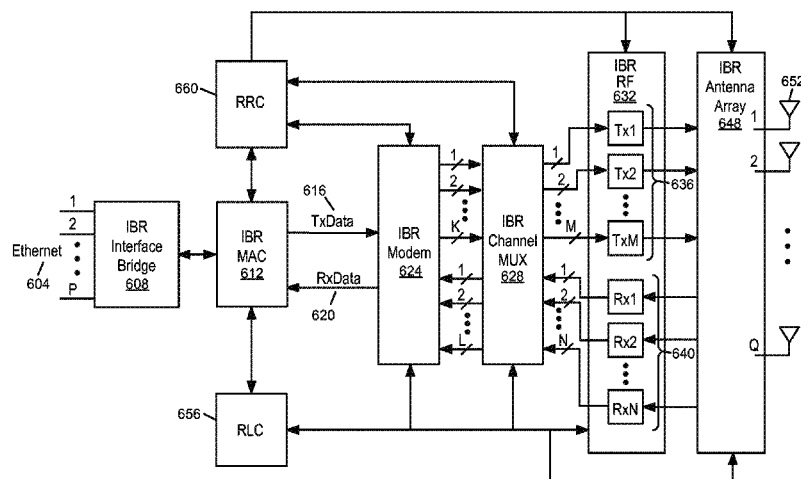 660
RRC
IBR
RF
632
IBR
Antenna
Array
648
652
1
Tx1
1
1
2
Tx2
2
2
636
616
TxData
K
M
TxM
1
2
Ethernet
604
P
IBR
Interface
Bridge
608
IBR
MAC
612
IBR
Modem
624
IBR
Channel
MUX
628
RxData
620
1
1
Rx1
2
2
Rx2
640
L
N
RxN
Q
656
RLC